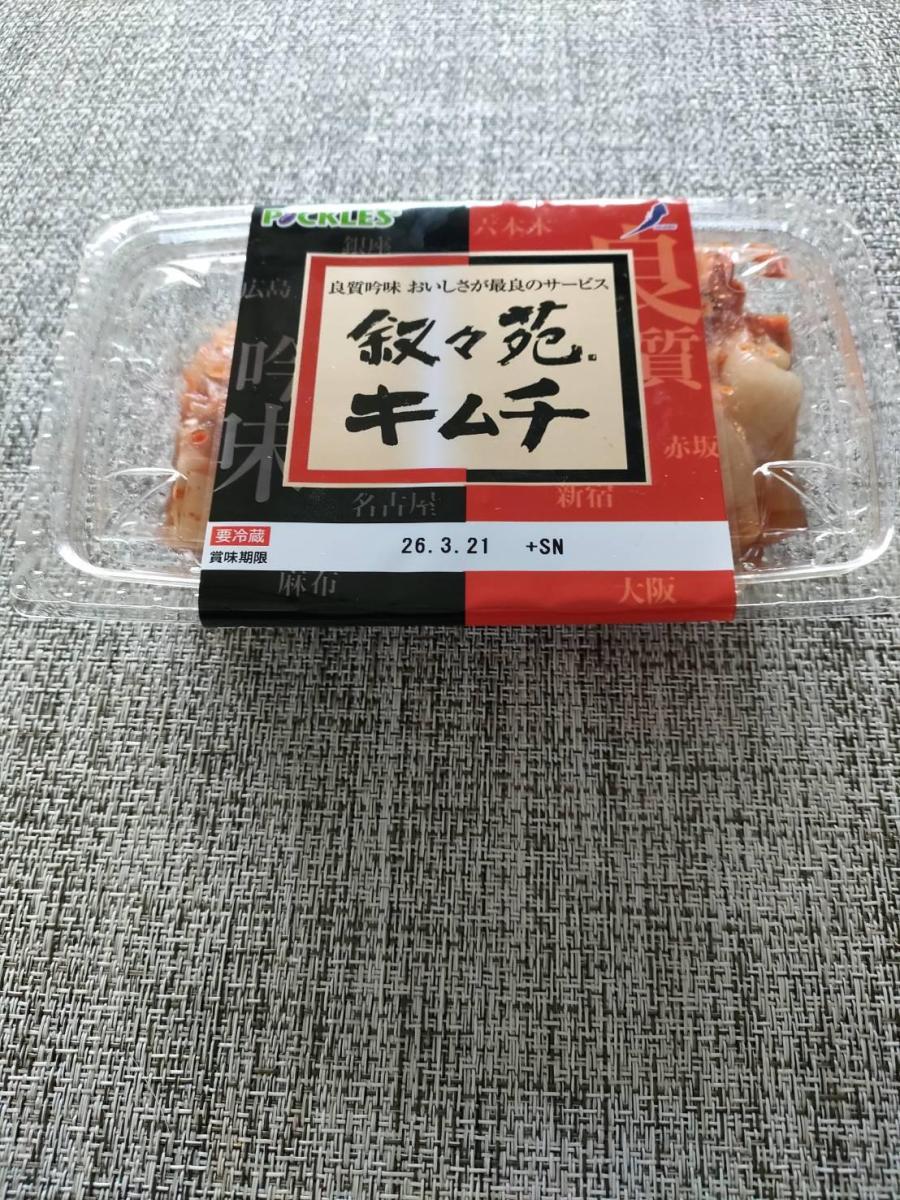 PICKLES
六本木
銀座
広島
良質
良質吟味 おいしさが最良のサービス
叙々苑
キムチ
吟味
赤坂
名古屋
新宿
要冷蔵
賞味期限
26.3.21 +SN
麻布
大阪